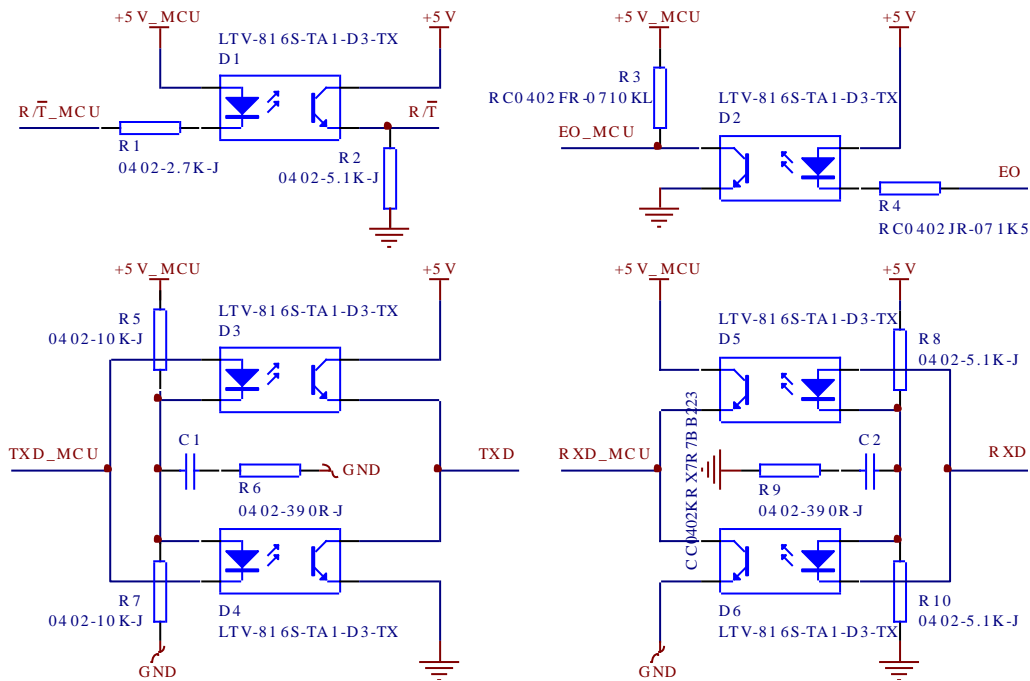 +5V_MCU
+5V
LTV-816S-TA1-D3-TX
D1
R/T̅_MCU
R/T̅
R1
0402-2.7K-J
R2
0402-5.1K-J
+5V_MCU
+5V
R3
RC0402FR-0710KL
LTV-816S-TA1-D3-TX
D2
EO_MCU
EO
R4
RC0402JR-071K5
+5V_MCU
+5V
R5
0402-10K-J
LTV-816S-TA1-D3-TX
D3
TXD_MCU
C1
GND
TXD
R6
0402-390R-J
R7
0402-10K-J
D4
LTV-816S-TA1-D3-TX
GND
+5V_MCU
+5V
LTV-816S-TA1-D3-TX
D5
R8
0402-5.1K-J
CC0402KRX7R7BB223
RXD_MCU
C2
RXD
R9
0402-390R-J
D6
LTV-816S-TA1-D3-TX
R10
0402-5.1K-J
GND